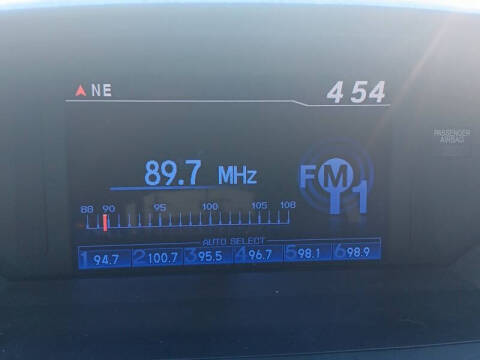 NE 4 54
PASSENGER
AIRBAG
89.7 MHz FM 1
88 90 95 100 105 108
AUTO SELECT
1 94.7 2 100.7 3 95.5 4 96.7 5 98.1 6 98.9